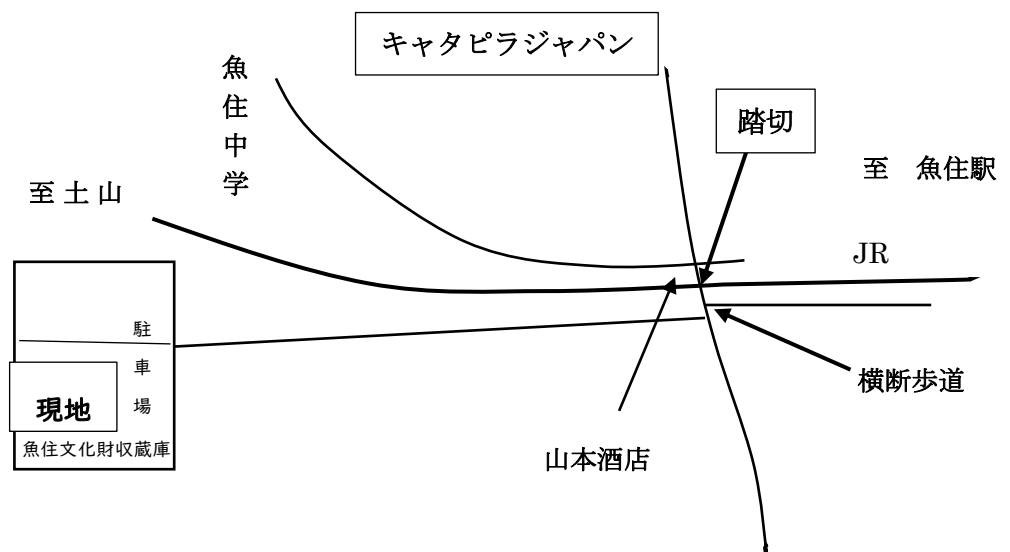 キャタピラジャパン
魚住中学
踏切
至 魚住駅
至 土 山
JR
駐車場
横断歩道
現地
魚住文化財収蔵庫
山本酒店